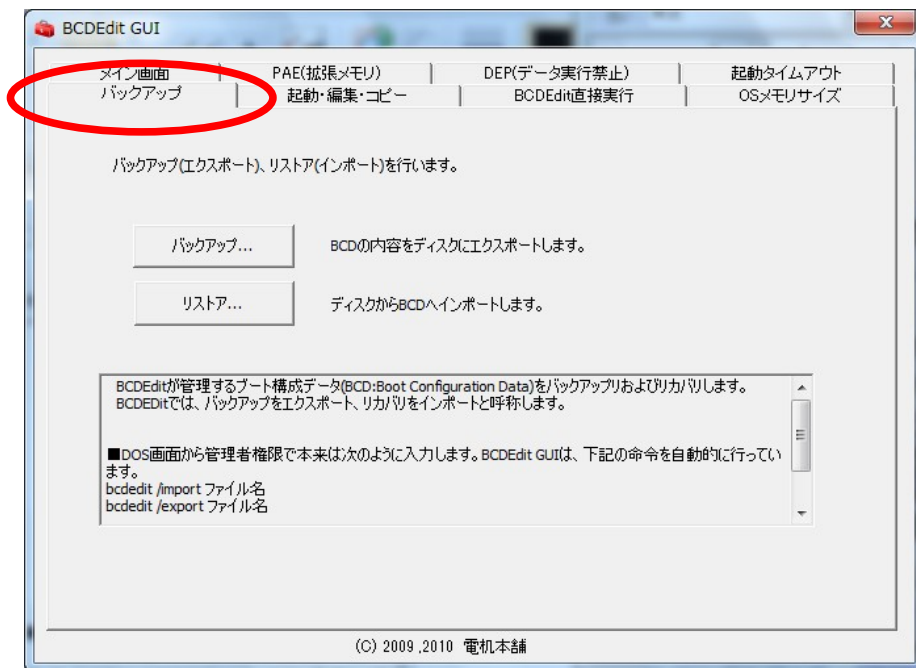 BCDEdit GUI
メイン画面 PAE(拡張メモリ) DEP(データ実行禁止) 起動タイムアウト
バックアップ 起動・編集・コピー BCDEdit直接実行 OSメモリサイズ
バックアップ(エクスポート)、リストア(インポート)を行います。
バックアップ... BCDの内容をディスクにエクスポートします。
リストア... ディスクからBCDへインポートします。
BCDEditが管理するブート構成データ(BCD:Boot Configuration Data)をバックアップリおよびリカバリします。
BCDEDitでは、バックアップをエクスポート、リカバリをインポートと呼称します。
■DOS画面から管理者権限で本来は次のように入力します。BCDEdit GUIは、下記の命令を自動的に行ってい
ます。
bcdedit /import ファイル名
bcdedit /export ファイル名
(C) 2009 ,2010 電机本舗